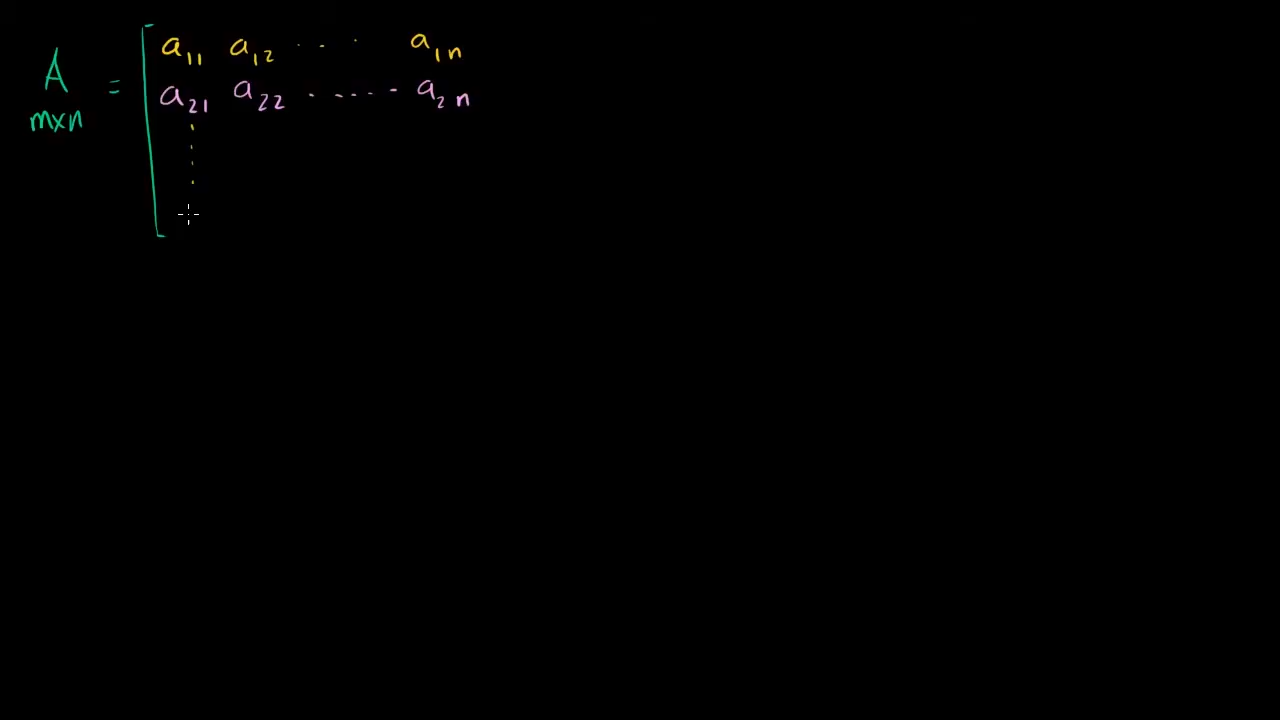 A = [ a11 a12 ... a1n
mxn
a21 a22 ...... a2n